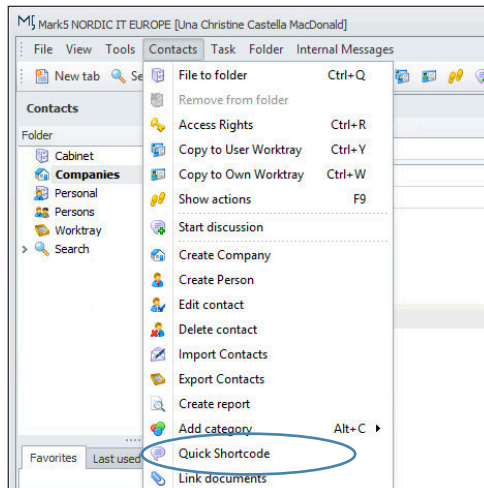 Mark5 NORDIC IT EUROPE [Una Christine Castella MacDonald]
File View Tools Contacts Task Folder Internal Messages
New tab Se
Contacts
Folder
Cabinet
Companies
Personal
Persons
Worktray
Search
Favorites Last used
File to folder Ctrl+Q
Remove from folder
Access Rights Ctrl+R
Copy to User Worktray Ctrl+Y
Copy to Own Worktray Ctrl+W
Show actions F9
Start discussion
Create Company
Create Person
Edit contact
Delete contact
Import Contacts
Export Contacts
Create report
Add category Alt+C
Quick Shortcode
Link documents